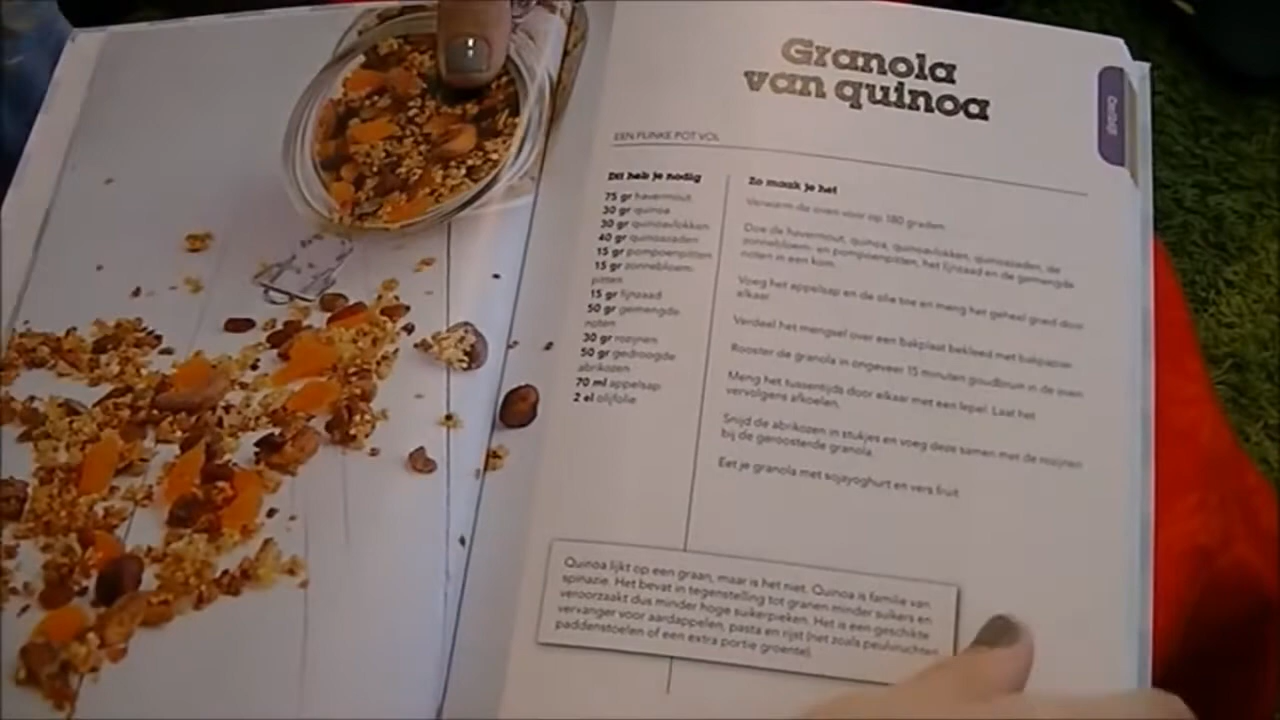 Granola
van quinoa
Ontbijt
EEN FLINKE POT VOL
Dit heb je nodig
75 gr havermout
30 gr quinoa
30 gr quinoavlokken
40 gr quinoazaden
15 gr pompoenpitten
15 gr zonnebloem-
pitten
15 gr lijnzaad
50 gr gemengde
noten
30 gr rozijnen
50 gr gedroogde
abrikozen
70 ml appelsap
2 el olijfolie
Zo maak je het
Verwarm de oven voor op 180 graden.
Doe de havermout, quinoa, quinoavlokken, quinoazaden, de
zonnebloem- en pompoenpitten, het lijnzaad en de gemengde
noten in een kom.
Voeg het appelsap en de olie toe en meng het geheel goed door
elkaar.
Verdeel het mengsel over een bakplaat bekleed met bakpapier.
Rooster de granola in ongeveer 15 minuten goudbruin in de oven.
Meng het tussentijds door elkaar met een lepel. Laat het
vervolgens afkoelen.
Snijd de abrikozen in stukjes en voeg deze samen met de rozijnen
bij de geroosterde granola.
Eet je granola met sojayoghurt en vers fruit.
Quinoa lijkt op een graan, maar is het niet. Quinoa is familie van
spinazie. Het bevat in tegenstelling tot granen minder suikers en
veroorzaakt dus minder hoge suikerpieken. Het is een geschikte
vervanger voor aardappelen, pasta en rijst (net zoals peulvruchten,
paddenstoelen of een extra portie groente).